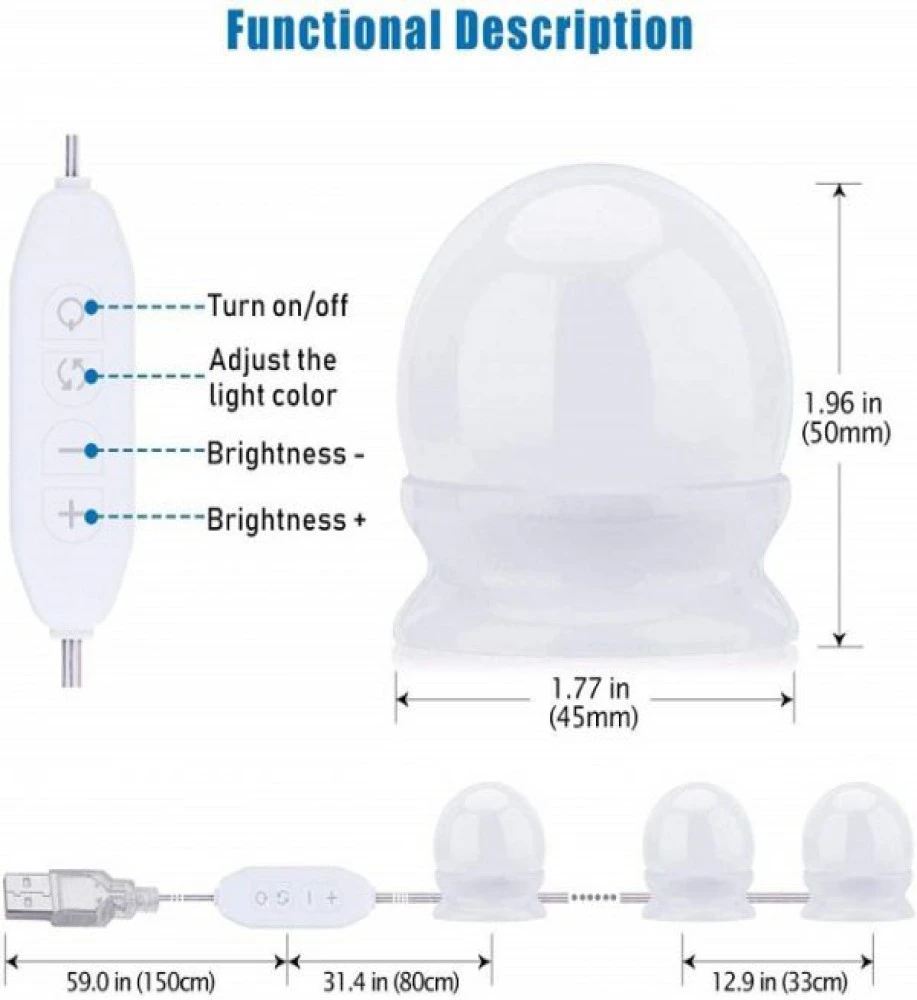 Functional Description
Turn on/off
Adjust the
light color
Brightness -
Brightness +
1.96 in
(50mm)
1.77 in
(45mm)
59.0 in (150cm)
31.4 in (80cm)
12.9 in (33cm)